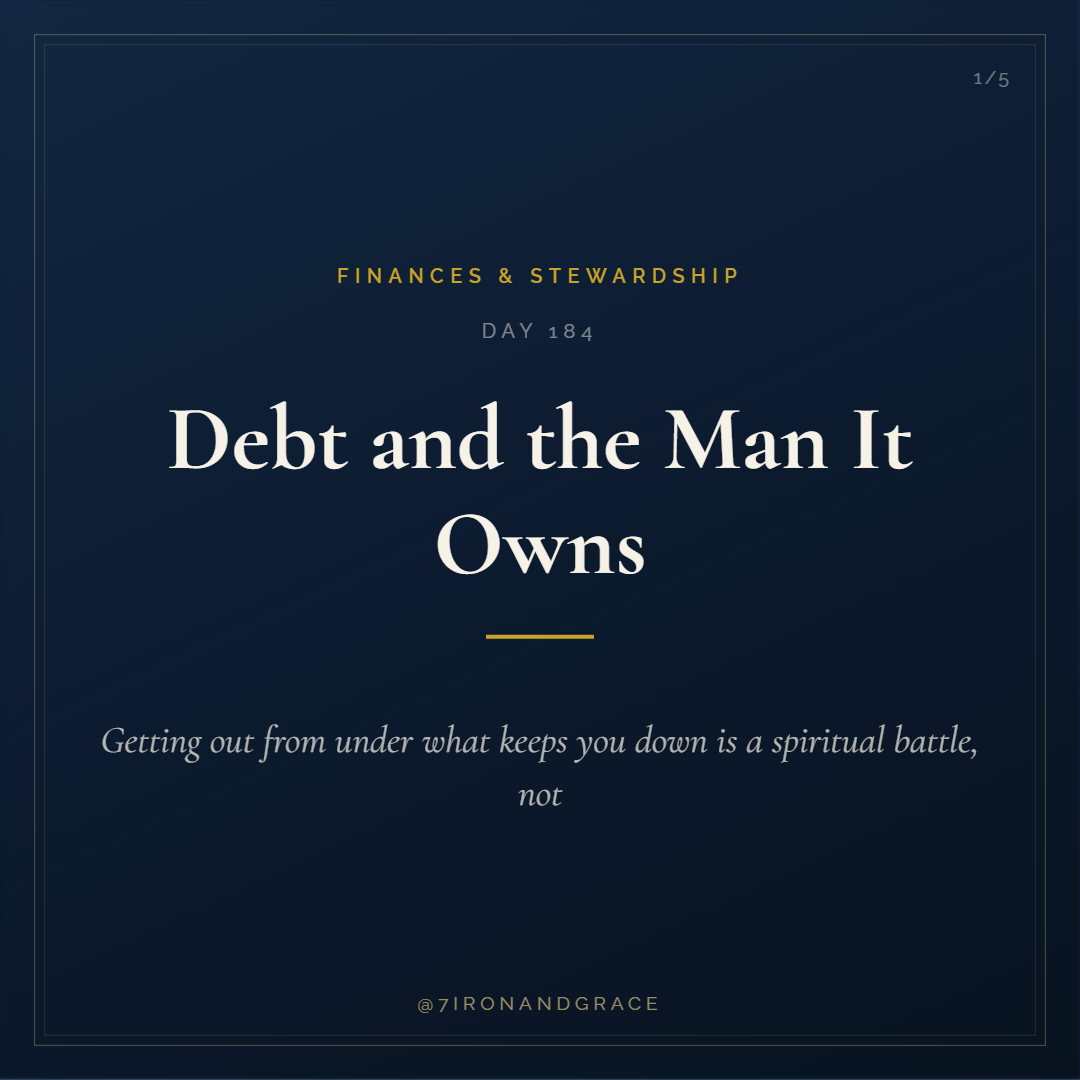 1/5
FINANCES & STEWARDSHIP
DAY 184
Debt and the Man It
Owns
Getting out from under what keeps you down is a spiritual battle,
not
@7IRONANDGRACE